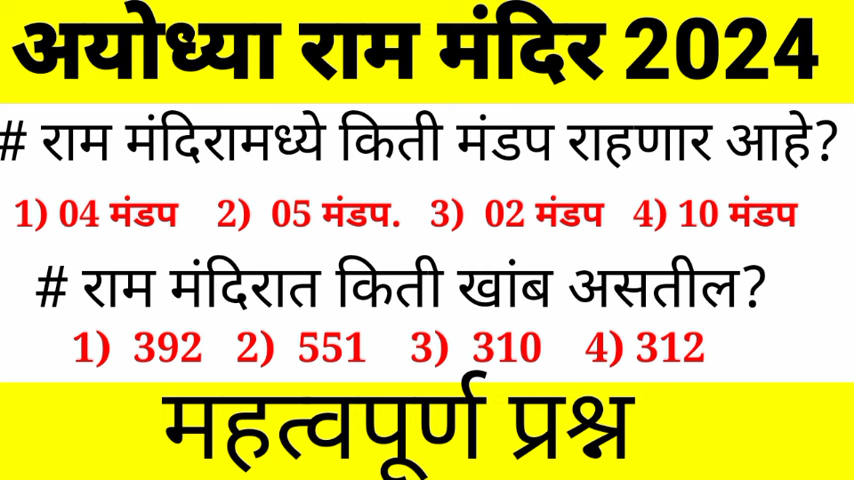 अयोध्या राम मंदिर 2024
# राम मंदिरामध्ये किती मंडप राहणार आहे?
1) 04 मंडप 2) 05 मंडप. 3) 02 मंडप 4) 10 मंडप
# राम मंदिरात किती खांब असतील?
1) 392 2) 551 3) 310 4) 312
महत्वपूर्ण प्रश्न